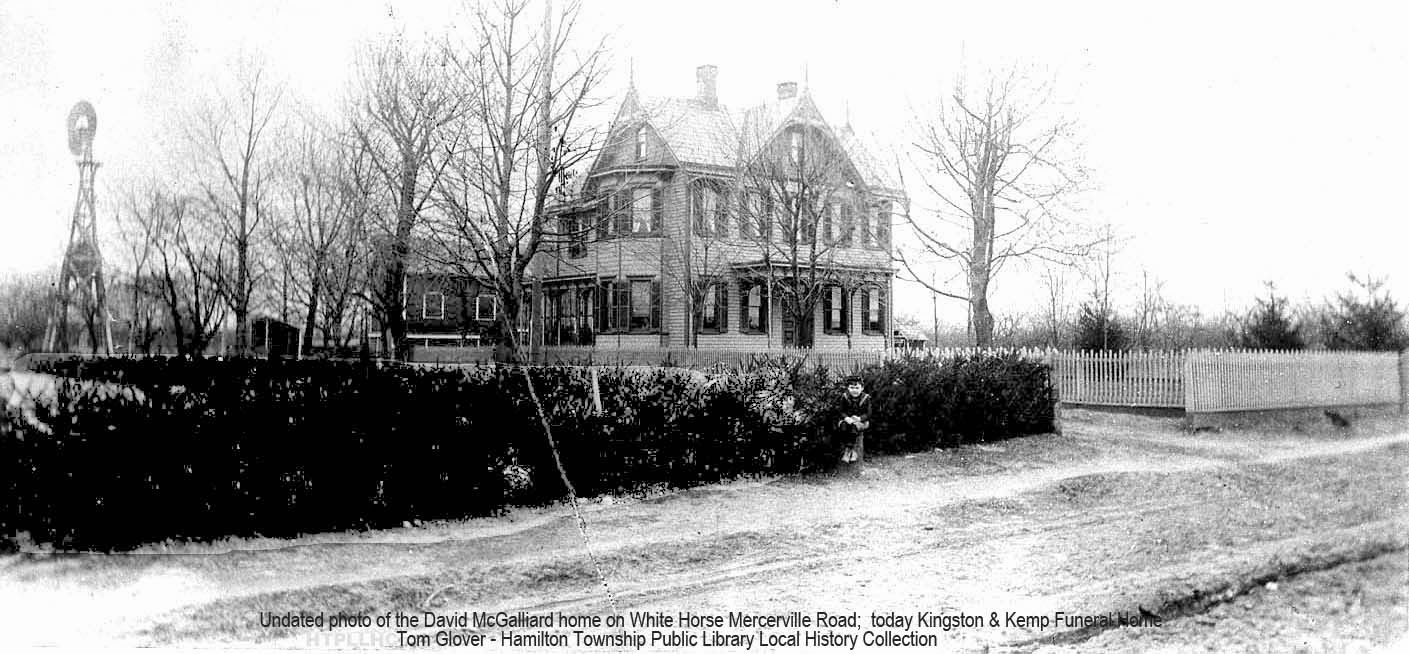 Undated photo of the David McGalliard home on White Horse Mercerville Road; today Kingston & Kemp Funeral Home
Tom Glover - Hamilton Township Public Library Local History Collection